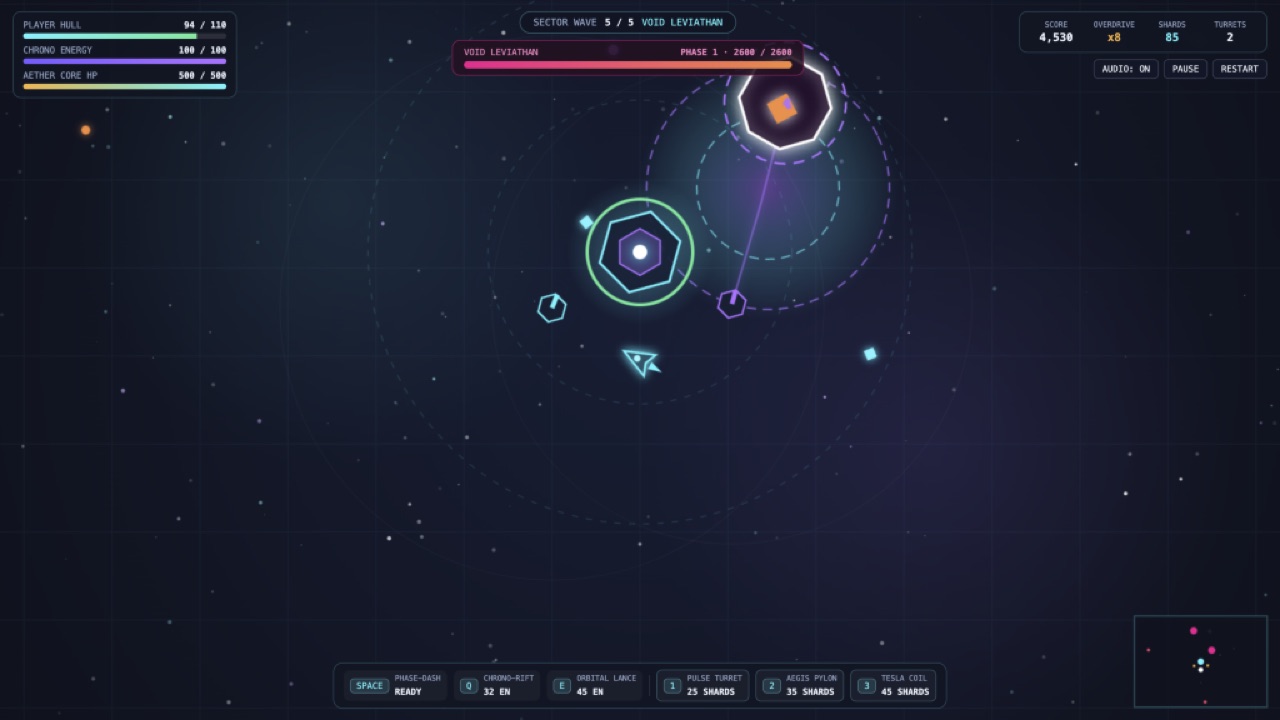 PLAYER HULL 94 / 110
CHRONO ENERGY 100 / 100
AETHER CORE HP 500 / 500
SECTOR WAVE 5 / 5 VOID LEVIATHAN
VOID LEVIATHAN PHASE 1 · 2600 / 2600
SCORE OVERDRIVE SHARDS TURRETS
4,530 x8 85 2
AUDIO: ON PAUSE RESTART
SPACE PHASE-DASH READY
Q CHRONO-RIFT 32 EN
E ORBITAL LANCE 45 EN
1 PULSE TURRET 25 SHARDS
2 AEGIS PYLON 35 SHARDS
3 TESLA COIL 45 SHARDS